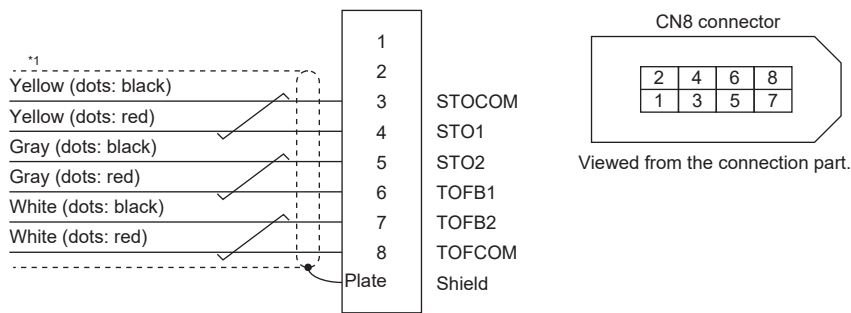 CN8 connector
1
*1
2
Yellow (dots: black)
3 STOCOM
Yellow (dots: red)
4 STO1
Gray (dots: black)
5 STO2
Gray (dots: red)
6 TOFB1
White (dots: black)
7 TOFB2
White (dots: red)
8 TOFCOM
Plate Shield
2 4 6 8
1 3 5 7
Viewed from the connection part.